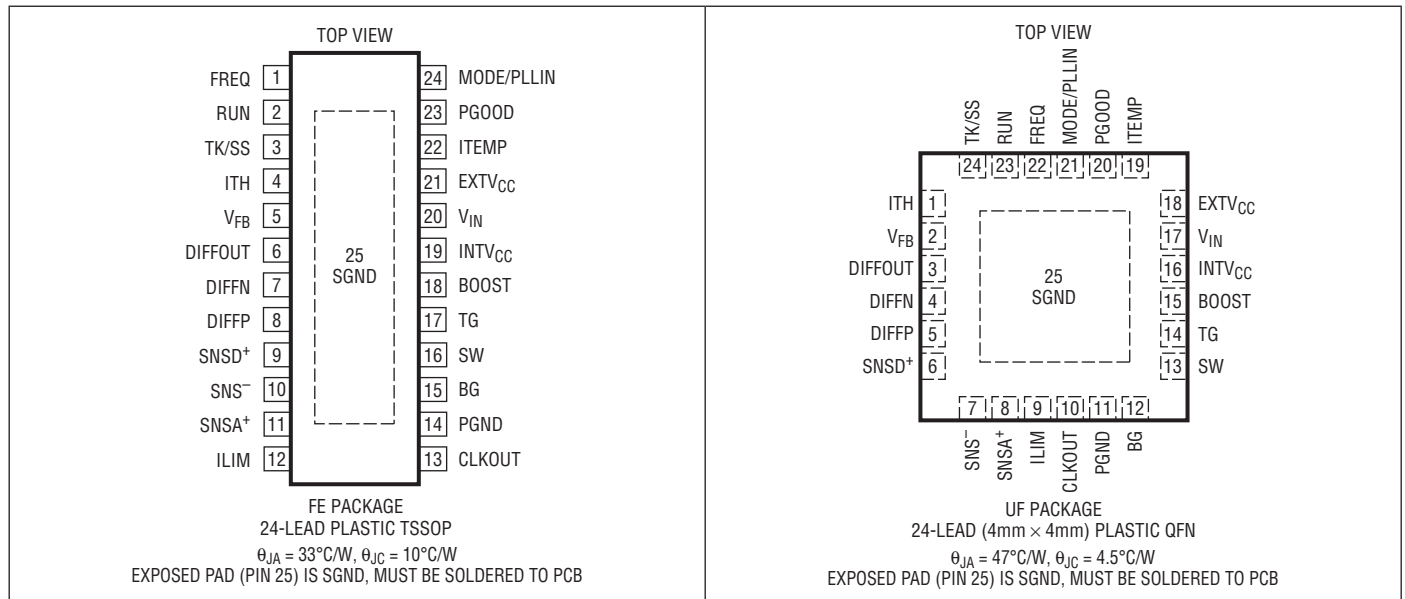 TOP VIEW
FREQ 1
RUN 2
TK/SS 3
ITH 4
VFB 5
DIFFOUT 6
DIFFN 7
DIFFP 8
SNSD+ 9
SNS– 10
SNSA+ 11
ILIM 12
25
SGND
24 MODE/PLLIN
23 PGOOD
22 ITEMP
21 EXTVCC
20 VIN
19 INTVCC
18 BOOST
17 TG
16 SW
15 BG
14 PGND
13 CLKOUT
FE PACKAGE
24-LEAD PLASTIC TSSOP
θJA = 33°C/W, θJC = 10°C/W
EXPOSED PAD (PIN 25) IS SGND, MUST BE SOLDERED TO PCB
TOP VIEW
TK/SS
RUN
FREQ
MODE/PLLIN
PGOOD
ITEMP
24 23 22 21 20 19
ITH 1
VFB 2
DIFFOUT 3
DIFFN 4
DIFFP 5
SNSD+ 6
25
SGND
18 EXTVCC
17 VIN
16 INTVCC
15 BOOST
14 TG
13 SW
7 8 9 10 11 12
SNS–
SNSA+
ILIM
CLKOUT
PGND
BG
UF PACKAGE
24-LEAD (4mm × 4mm) PLASTIC QFN
θJA = 47°C/W, θJC = 4.5°C/W
EXPOSED PAD (PIN 25) IS SGND, MUST BE SOLDERED TO PCB